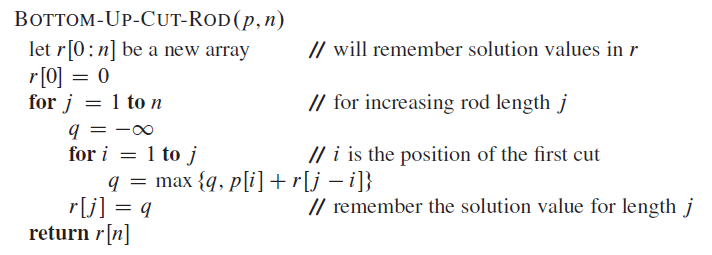 BOTTOM-UP-CUT-ROD(p, n)
let r[0:n] be a new array // will remember solution values in r
r[0] = 0
for j = 1 to n // for increasing rod length j
q = −∞
for i = 1 to j // i is the position of the first cut
q = max {q, p[i] + r[j − i]}
r[j] = q // remember the solution value for length j
return r[n]